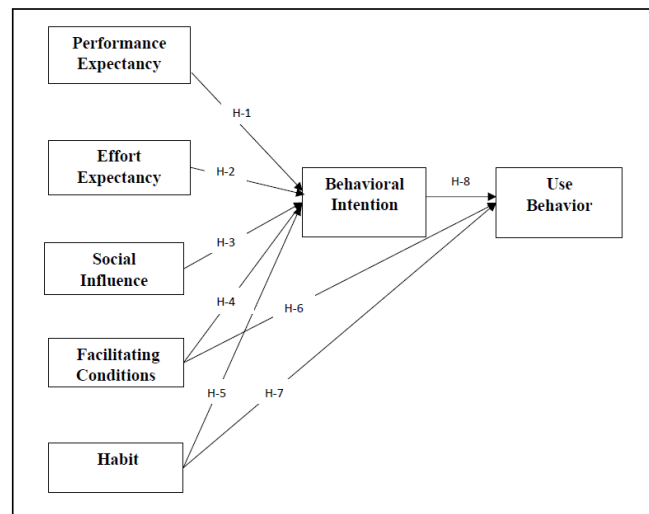 Performance
Expectancy
H-1
Effort
Expectancy
H-2
Behavioral
Intention
H-8
Use
Behavior
Social
Influence
H-3
H-4
H-6
Facilitating
Conditions
H-5
H-7
Habit